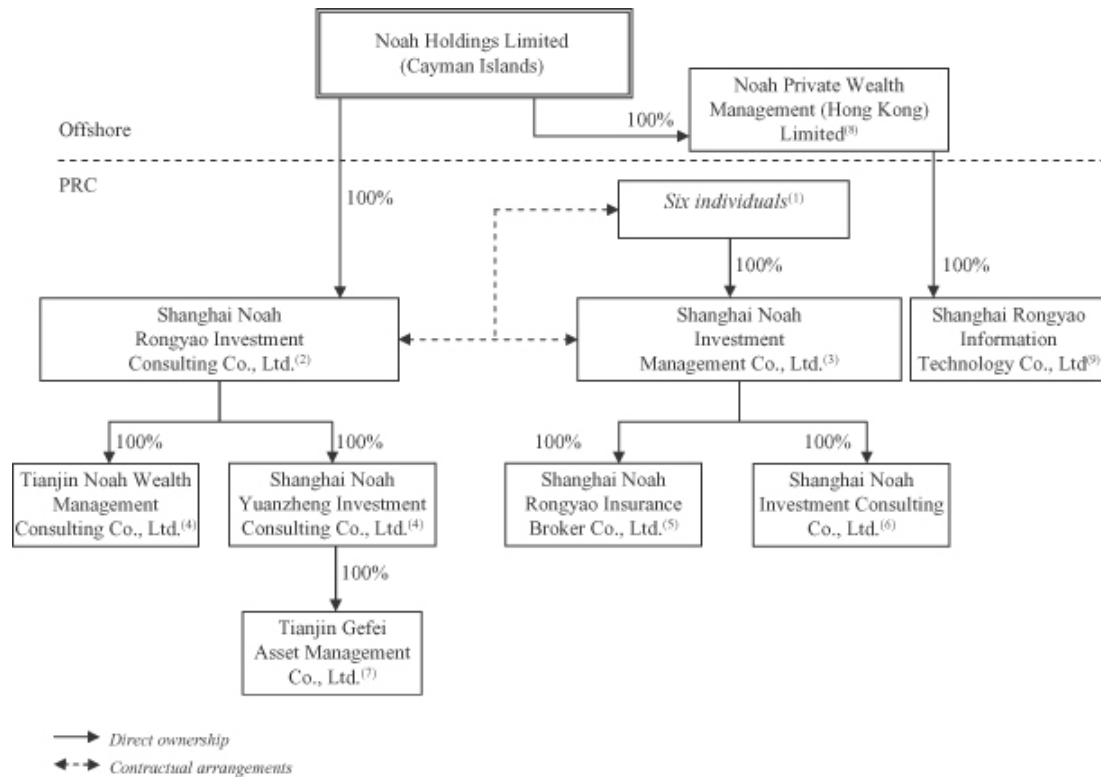 Noah Holdings Limited
(Cayman Islands)
Noah Private Wealth
Management (Hong Kong)
Limited(8)
100%
Offshore
PRC
100%
Six individuals(1)
100%
100%
Shanghai Noah
Rongyao Investment
Consulting Co., Ltd.(2)
Shanghai Noah
Investment
Management Co., Ltd.(3)
Shanghai Rongyao
Information
Technology Co., Ltd(9)
100%
100%
100%
100%
Tianjin Noah Wealth
Management
Consulting Co., Ltd.(4)
Shanghai Noah
Yuanzheng Investment
Consulting Co., Ltd.(4)
Shanghai Noah
Rongyao Insurance
Broker Co., Ltd.(5)
Shanghai Noah
Investment Consulting
Co., Ltd.(6)
100%
Tianjin Gefei
Asset Management
Co., Ltd.(7)
Direct ownership
Contractual arrangements